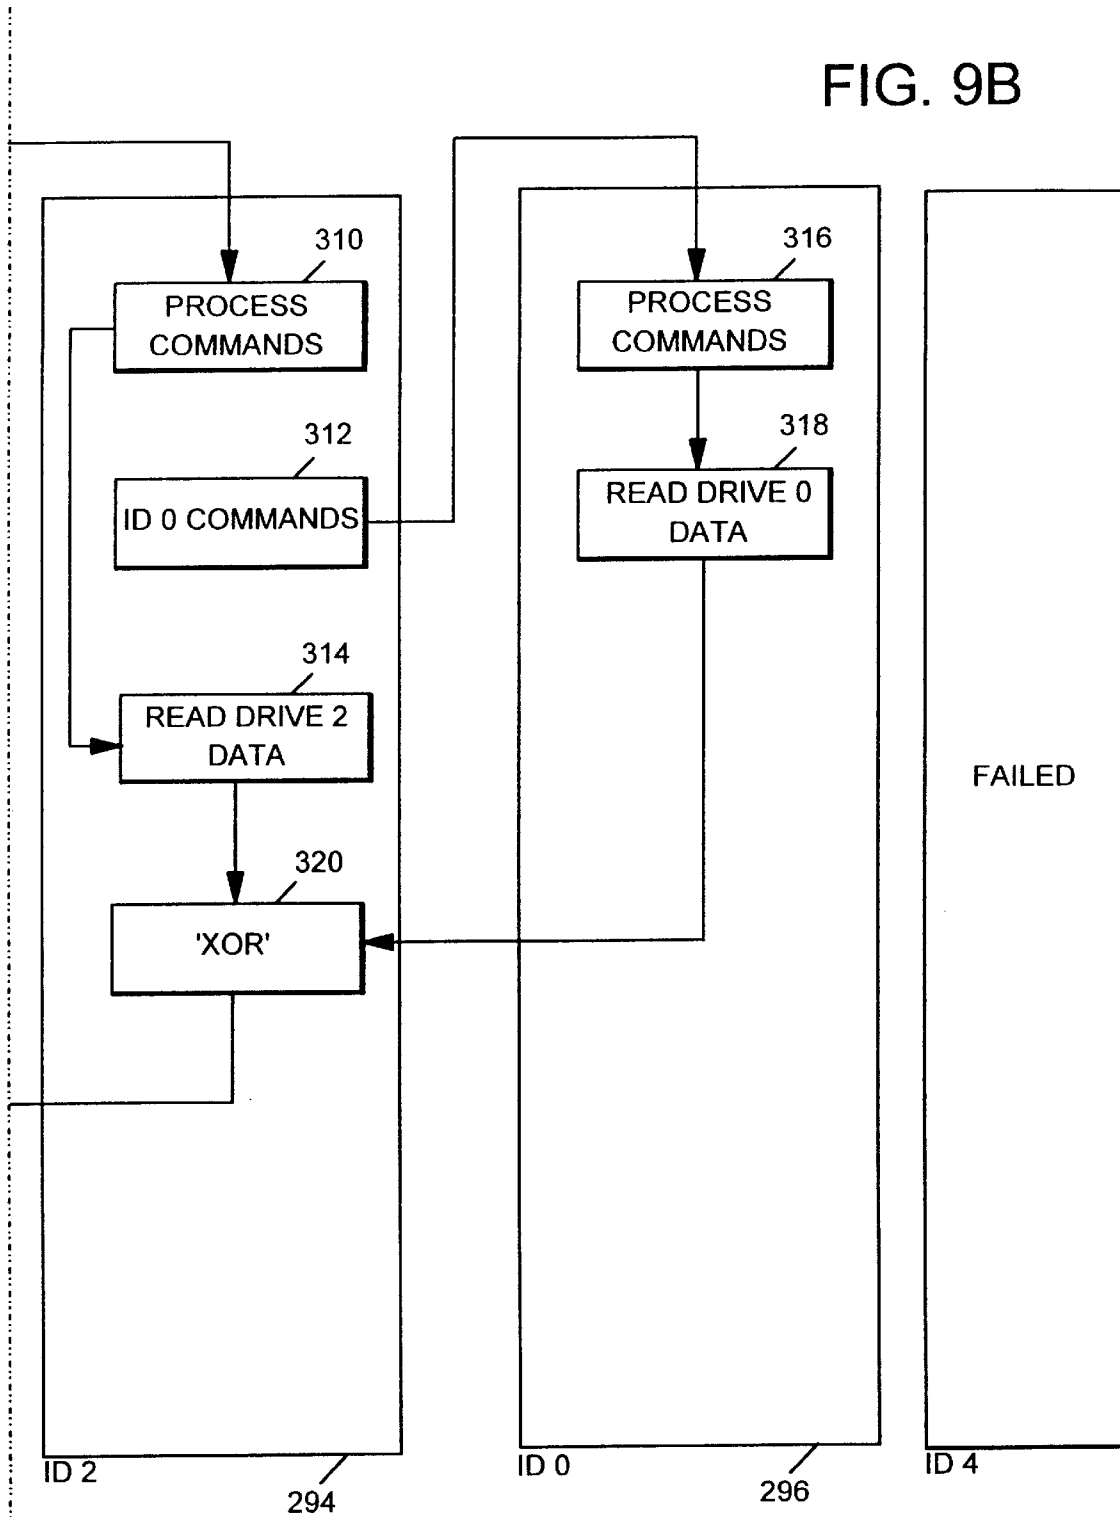 FIG. 9B
310
PROCESS
COMMANDS
312
ID 0 COMMANDS
314
READ DRIVE 2
DATA
320
'XOR'
316
PROCESS
COMMANDS
318
READ DRIVE 0
DATA
FAILED
ID 2
294
ID 0
296
ID 4